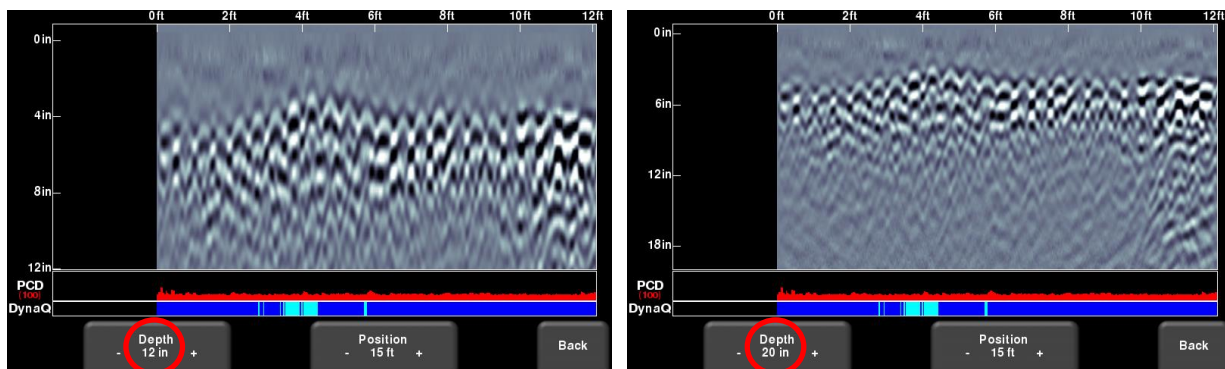 0ft 2ft 4ft 6ft 8ft 10ft 12ft
0in
4in
8in
12in
PCD
(100)
DynaQ
Depth
- 12 in +
Position
- 15 ft +
Back
0ft 2ft 4ft 6ft 8ft 10ft 12ft
0in
6in
12in
18in
PCD
(100)
DynaQ
Depth
- 20 in +
Position
- 15 ft +
Back